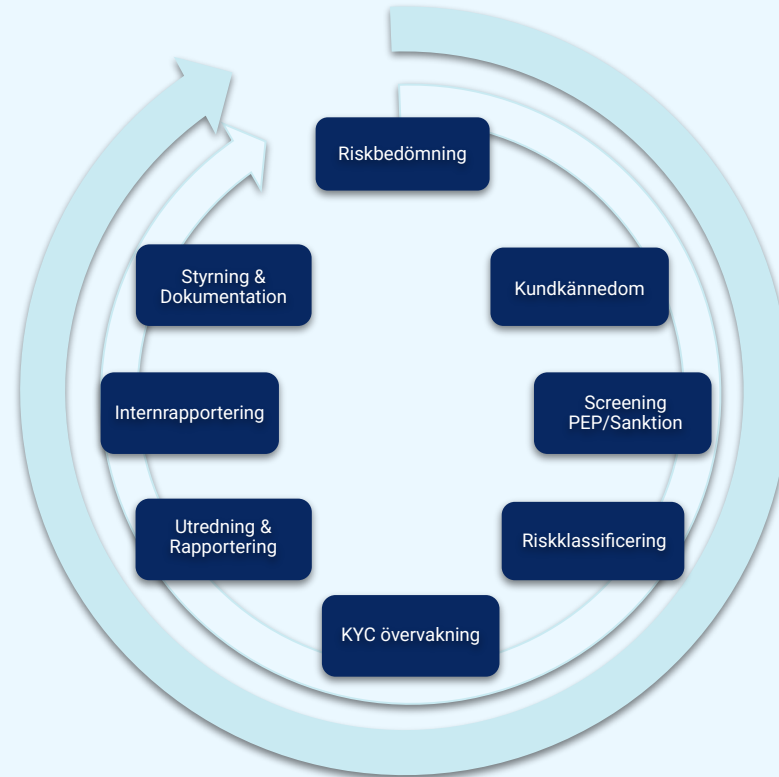 Riskbedömning
Kundkännedom
Screening
PEP/Sanktion
Riskklassificering
KYC övervakning
Utredning &
Rapportering
Internrapportering
Styrning &
Dokumentation